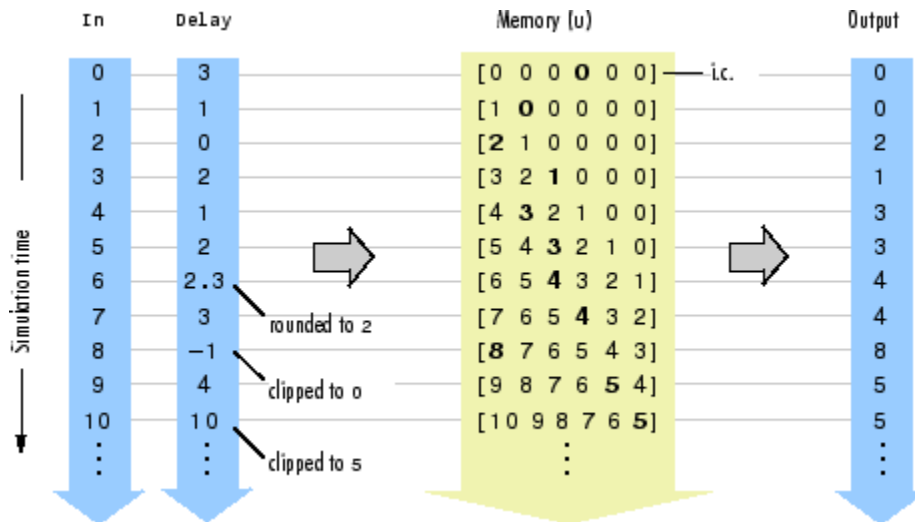 In Delay Memory (u) Output
0 3 [0 0 0 0 0 0] i.c. 0
1 1 [1 0 0 0 0 0] 0
2 0 [2 1 0 0 0 0] 2
3 2 [3 2 1 0 0 0] 1
4 1 [4 3 2 1 0 0] 3
5 2 [5 4 3 2 1 0] 3
6 2.3 [6 5 4 3 2 1] 4
rounded to 2
7 3 [7 6 5 4 3 2] 4
8 −1 [8 7 6 5 4 3] 8
clipped to 0
9 4 [9 8 7 6 5 4] 5
10 10 [10 9 8 7 6 5] 5
clipped to 5
Simulation time